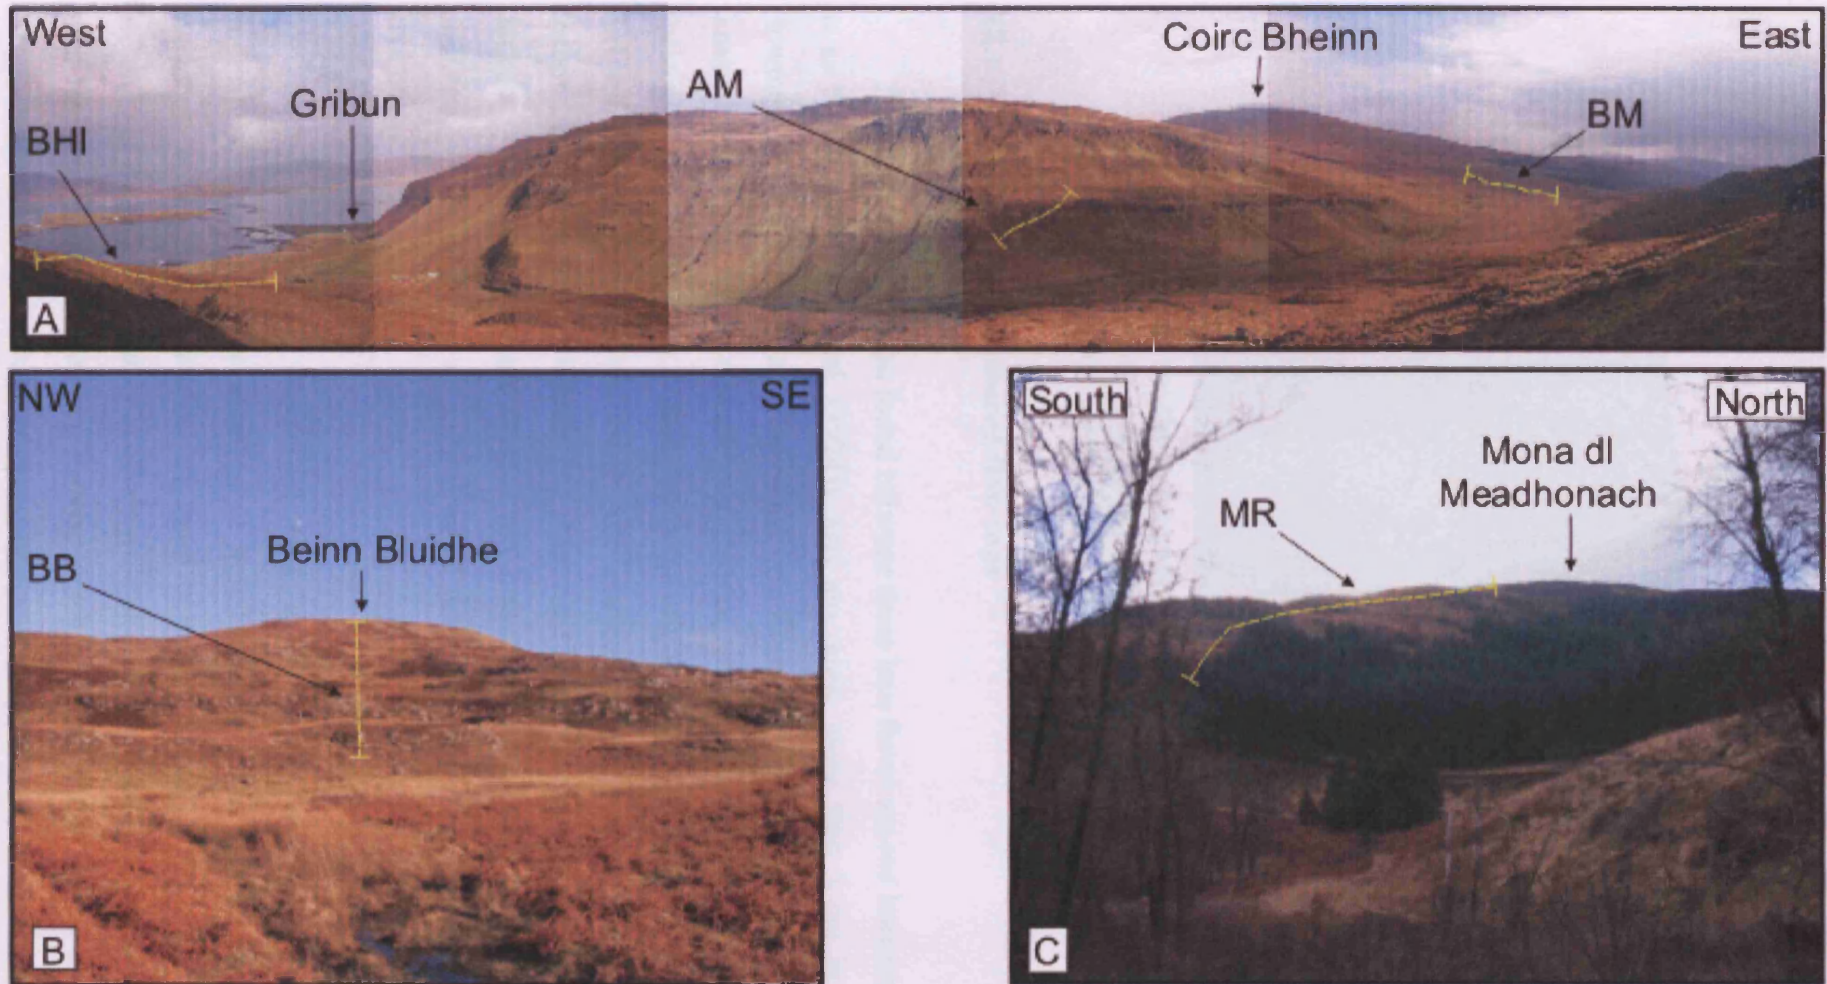 West
Coirc Bheinn
East
Gribun
AM
BHI
BM
A
NW
SE
Beinn Bluidhe
BB
B
South
North
Mona dl
Meadhonach
MR
C